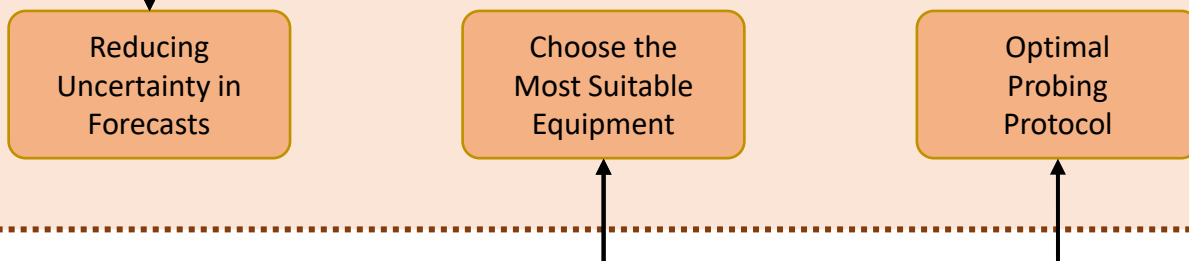 Reducing
Uncertainty in
Forecasts
Choose the
Most Suitable
Equipment
Optimal
Probing
Protocol